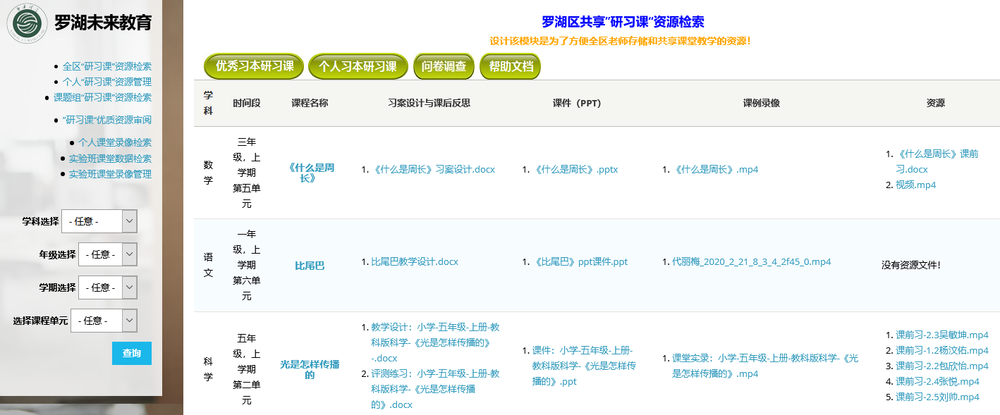 罗湖未来教育
全区“研习课”资源检索
个人“研习课”资源管理
课题组“研习课”资源检索
“研习课”优质资源审阅
个人课堂录像检索
实验班课堂数据检索
实验班课堂录像管理
学科选择 - 任意 -
年级选择 - 任意 -
学期选择 - 任意 -
选择课程单元 - 任意 -
查询
罗湖区共享”研习课“资源检索
设计该模块是为了方便全区老师存储和共享课堂教学的资源！
优秀习本研习课 个人习本研习课 问卷调查 帮助文档
学
科
时间段
课程名称
习案设计与课后反思
课件（PPT）
课例录像
资源
数
学
三年
级，上
学期
第五单
元
《什么是周
长》
1. 《什么是周长》习案设计.docx
1. 《什么是周长》.pptx
1. 《什么是周长》.mp4
1. 《什么是周长》课前
习.docx
2. 视频.mp4
语
文
一年
级，上
学期
第六单
元
比尾巴
1. 比尾巴教学设计.docx
1. 《比尾巴》ppt课件.ppt
1. 代丽梅_2020_2_21_8_3_4_2f45_0.mp4
没有资源文件！
科
学
五年
级，上
学期
第二单
元
光是怎样传播
的
1. 教学设计：小学-五年级-上册-教
科版科学-《光是怎样传播的》
-.docx
2. 评测练习：小学-五年级-上册-教
科版科学-《光是怎样传播
的》.docx
1. 课件：小学-五年级-上册-
教科版科学-《光是怎样传
播的》.ppt
1. 课堂实录：小学-五年级-上册-教科版科学-《光
是怎样传播的》.mp4
1. 课前习-2.3吴敏坤.mp4
2. 课前习-1.2杨汶佑.mp4
3. 课前习-2.2包欣怡.mp4
4. 课前习-2.4张悦.mp4
5. 课前习-2.5刘帅.mp4